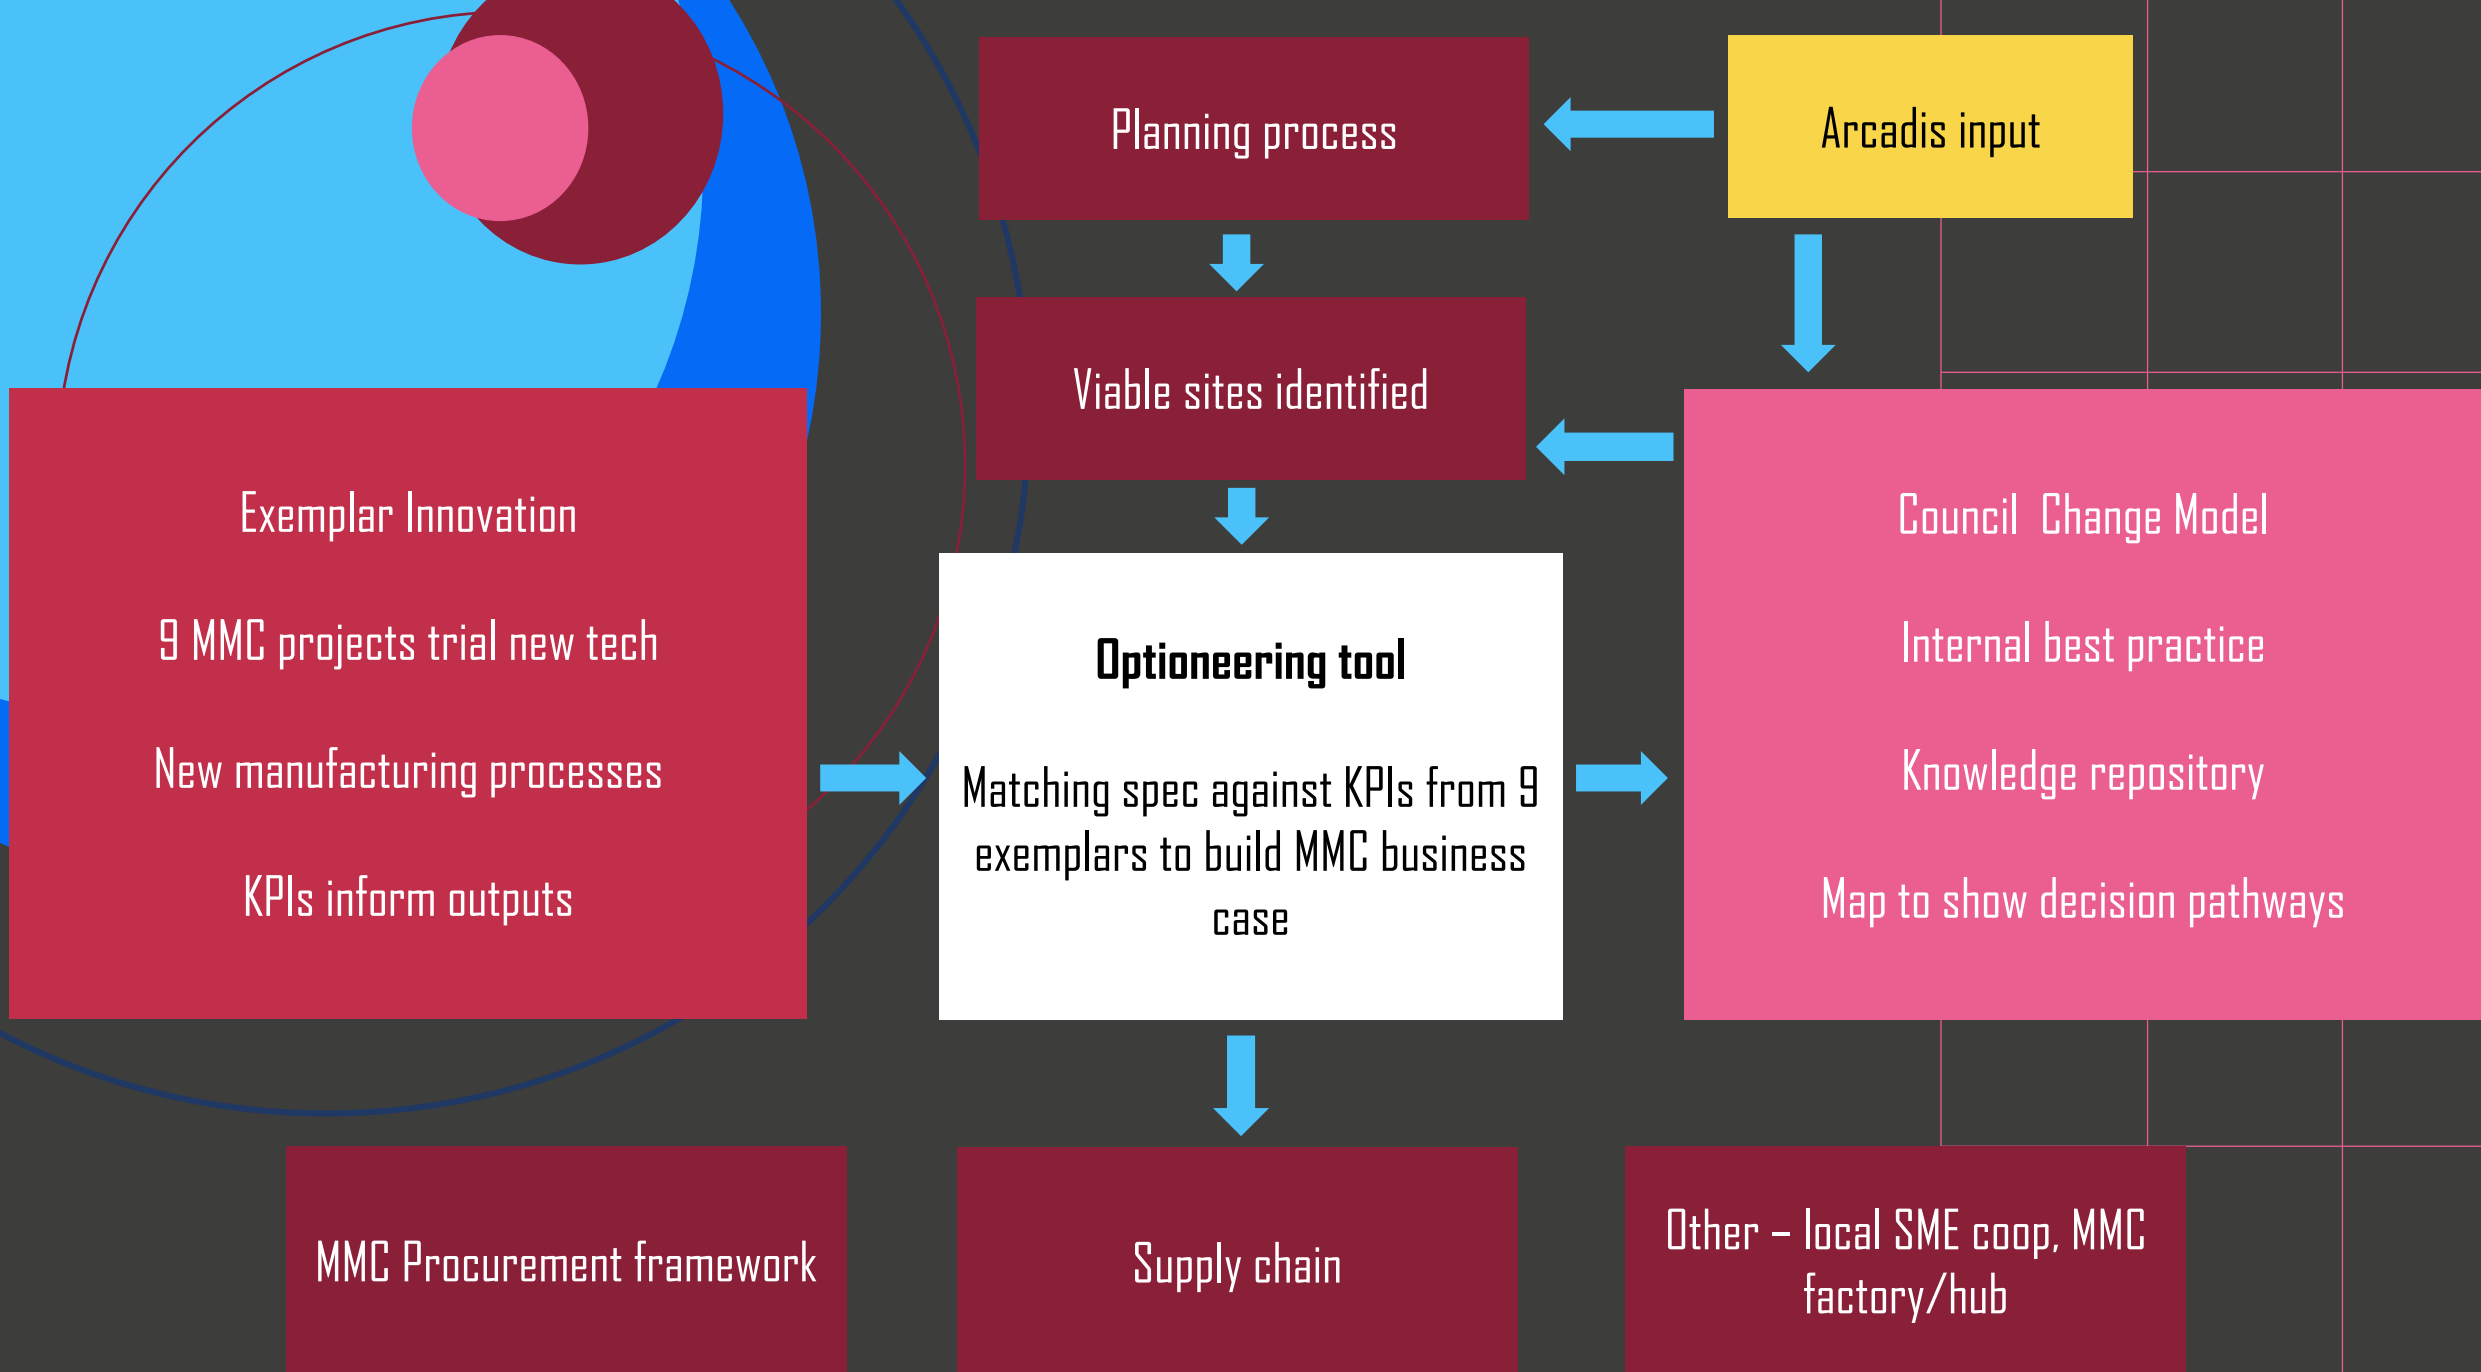 Planning process
Arcadis input
Viable sites identified
Exemplar Innovation
9 MMC projects trial new tech
New manufacturing processes
KPIs inform outputs
Optioneering tool
Matching spec against KPIs from 9
exemplars to build MMC business
case
Council  Change Model
Internal best practice
Knowledge repository
Map to show decision pathways
MMC Procurement framework
Supply chain
Other – local SME coop, MMC
factory/hub